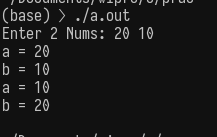 (base) > ./a.out
Enter 2 Nums: 20 10
a = 20
b = 10
a = 10
b = 20